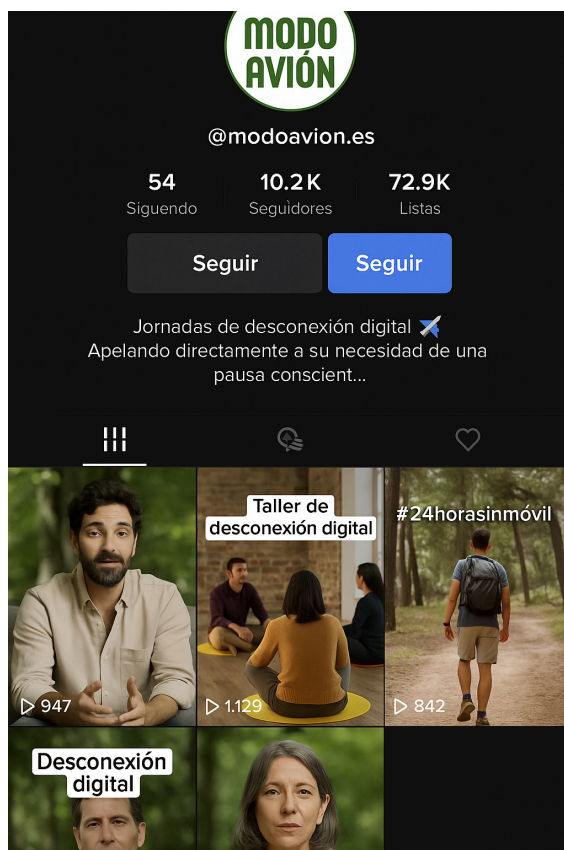 MODO
AVIÓN
@modoavion.es
54
10.2K
72.9K
Siguendo
Seguìdores
Listas
Seguir
Seguir
Jornadas de desconexión digital
Apelando directamente a su necesidad de una
pausa conscient...
Taller de
desconexión digital
#24horasinmóvil
947
1.129
842
Desconexión
digital